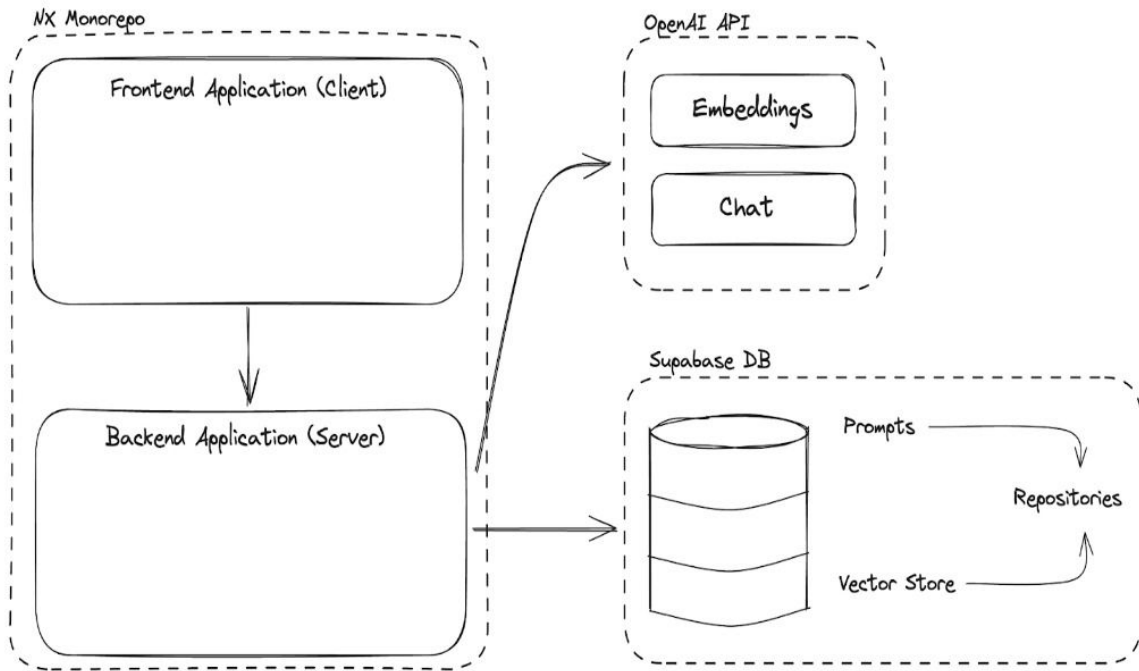 NX Monorepo
Frontend Application (Client)
Backend Application (Server)
OpenAI API
Embeddings
Chat
Supabase DB
Prompts
Repositories
Vector Store